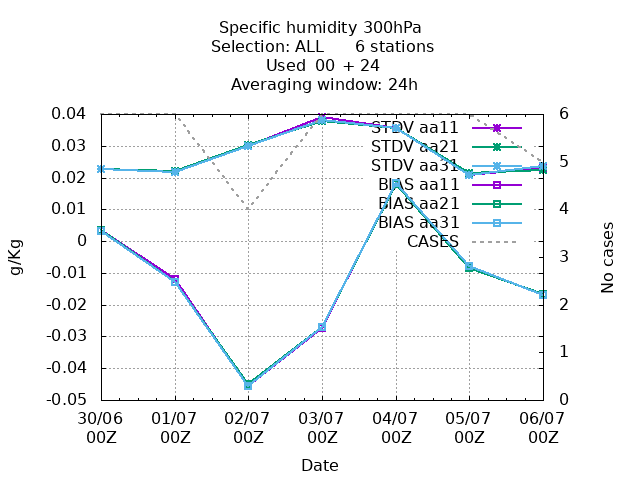 Specific humidity 300hPa
Selection: ALL 6 stations
Used 00 + 24
Averaging window: 24h
0.04
0.03
0.02
0.01
0
-0.01
-0.02
-0.03
-0.04
-0.05
g/Kg
STDV aa11
STDV aa21
STDV aa31
BIAS aa11
BIAS aa21
BIAS aa31
CASES
6
5
4
3
2
1
0
No cases
30/06 01/07 02/07 03/07 04/07 05/07 06/07
00Z 00Z 00Z 00Z 00Z 00Z 00Z
Date